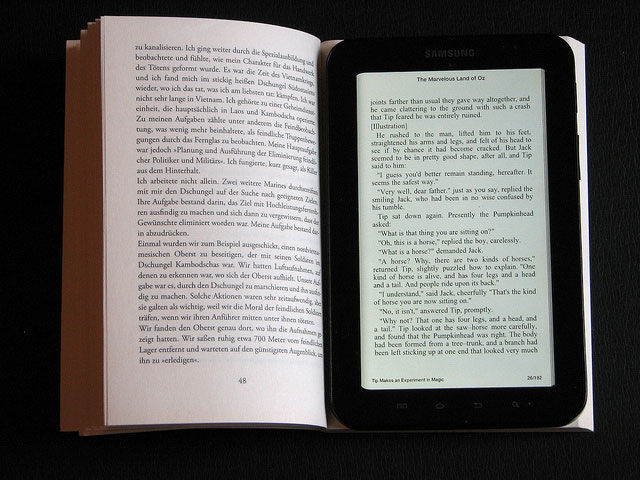 zu kanalisieren. Ich ging weiter durch die Spezialausbildung und
beobachtete und fühlte, wie mein Charakter für das Handwerk
des Tötens geformt wurde. Es war die Zeit des Vietnamkriegs,
und ich fand mich im stickig heißen Dschungel Südostasiens
wieder, wo ich das tat, was ich am liebsten tat: kämpfen. Ich war
nicht sehr lange in Vietnam. Ich gehörte zu einer Geheimdienst-
einheit, die hauptsächlich in Laos und Kambodscha operierte.
Zu meinen Aufgaben zählte unter anderem die Feindbeobach-
tung, was wenig mehr beinhaltete, als feindliche Truppenbewe-
gungen durch das Fernglas zu beobachten. Meine Hauptaufgabe
war jedoch »Planung und Ausführung der Eliminierung feindli-
cher Politiker und Militärs«. Ich fungierte, kurz gesagt, als Killer
aus dem Hinterhalt.
Ich arbeitete nicht allein. Zwei weitere Marines durchstreiften
mit mir den Dschungel auf der Suche nach geeigneten Zielen.
Ihre Aufgabe bestand darin, das Ziel mit Hochleistungsfernroh-
ren ausfindig zu machen und sich dann zu vergewissern, dass der
Gewünschte eliminiert worden war. Meine Aufgabe bestand dar-
in abzudrücken.
Einmal wurden wir zum Beispiel ausgeschickt, einen nordvietna-
mesischen Oberst zu beseitigen, der mit seinen Soldaten im
Dschungel Kambodschas war. Wir hatten Luftaufnahmen, auf
denen zu erkennen war, wo sich der Oberst aufhielt. Unsere Auf-
gabe war es, durch den Dschungel zu marschieren und ihn ausfin-
dig zu machen. Solche Aktionen waren sehr zeitaufwendig, aber
sie galten als wichtig, weil wir die Moral der feindlichen Soldaten
träfen, wenn wir ihren Anführer mitten unter ihnen töteten.
Wir fanden den Oberst genau dort, wo ihn die Aufnahmen ge-
zeigt hatten. Wir saßen ruhig etwa 700 Meter vom feindlichen
Lager entfernt und warteten auf den günstigsten Augenblick, um
ihn zu »erledigen«.
48
SAMSUNG
The Marvelous Land of Oz
joints farther than usual they gave way altogether, and
he came clattering to the ground with such a crash
that Tip feared he was entirely ruined.
[Illustration]
He rushed to the man, lifted him to his feet,
straightened his arms and legs, and felt of his head to
see if by chance it had become cracked. But Jack
seemed to be in pretty good shape, after all, and Tip
said to him:
"I guess you'd better remain standing, hereafter. It
seems the safest way."
"Very well, dear father." just as you say, replied the
smiling Jack, who had been in no wise confused by
his tumble.
Tip sat down again. Presently the Pumpkinhead
asked:
"What is that thing you are sitting on?"
"Oh, this is a horse," replied the boy, carelessly.
"What is a horse?" demanded Jack.
"A horse? Why, there are two kinds of horses,"
returned Tip, slightly puzzled how to explain. "One
kind of horse is alive, and has four legs and a head
and a tail. And people ride upon its back."
"I understand," said Jack, cheerfully "That's the kind
of horse you are now sitting on."
"No, it isn't," answered Tip, promptly.
"Why not? That one has four legs, and a head, and
a tail." Tip looked at the saw-horse more carefully,
and found that the Pumpkinhead was right. The body
had been formed from a tree-trunk, and a branch had
been left sticking up at one end that looked very much
Tip Makes an Experiment in Magic
26/182